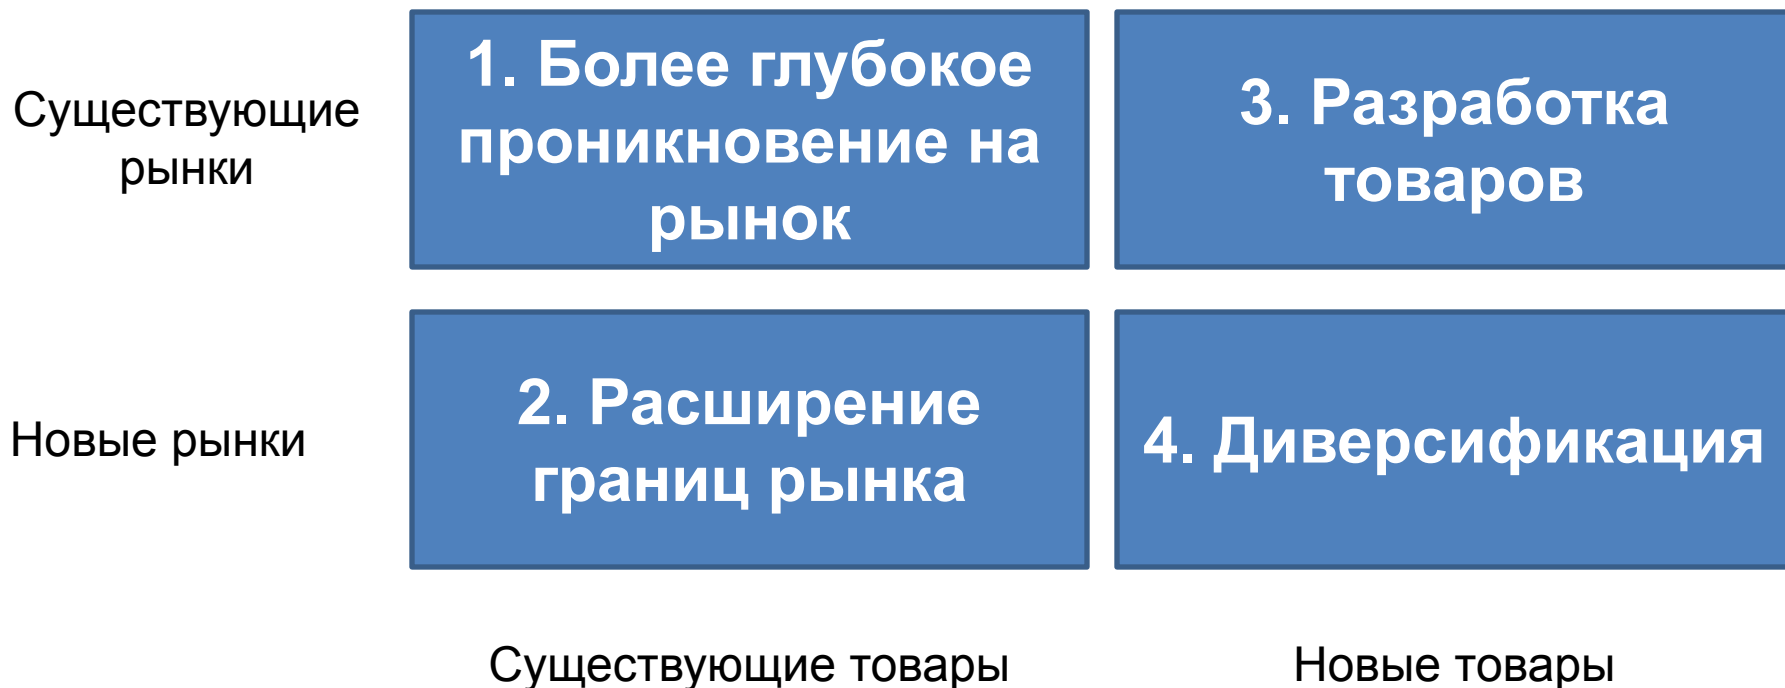 Существующие
рынки
1. Более глубокое
проникновение на
рынок
3. Разработка
товаров
Новые рынки
2. Расширение
границ рынка
4. Диверсификация
Существующие товары
Новые товары